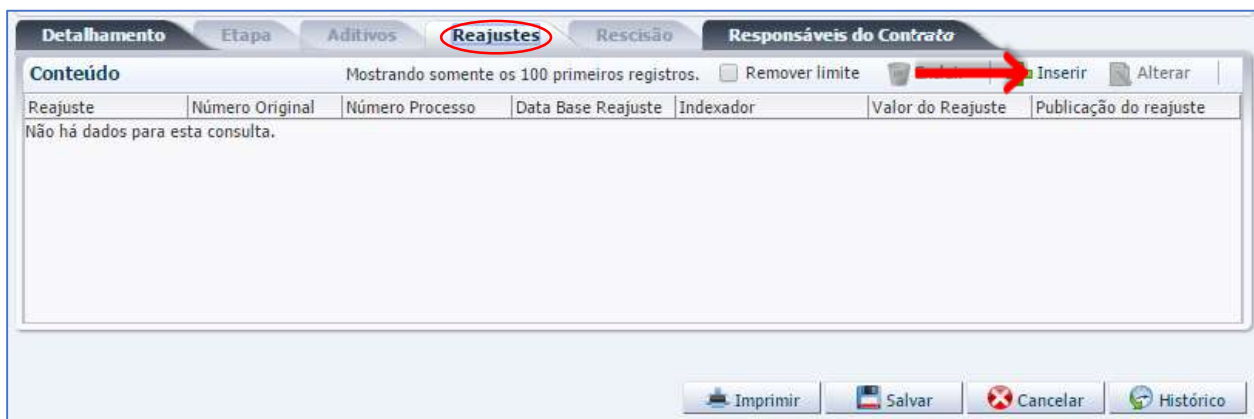 Detalhamento Etapa Aditivos Reajustes Rescisão Responsáveis do Contrato
Conteúdo Mostrando somente os 100 primeiros registros. Remover limite Inserir Alterar
Reajuste Número Original Número Processo Data Base Reajuste Indexador Valor do Reajuste Publicação do reajuste
Não há dados para esta consulta.
Imprimir Salvar Cancelar Histórico